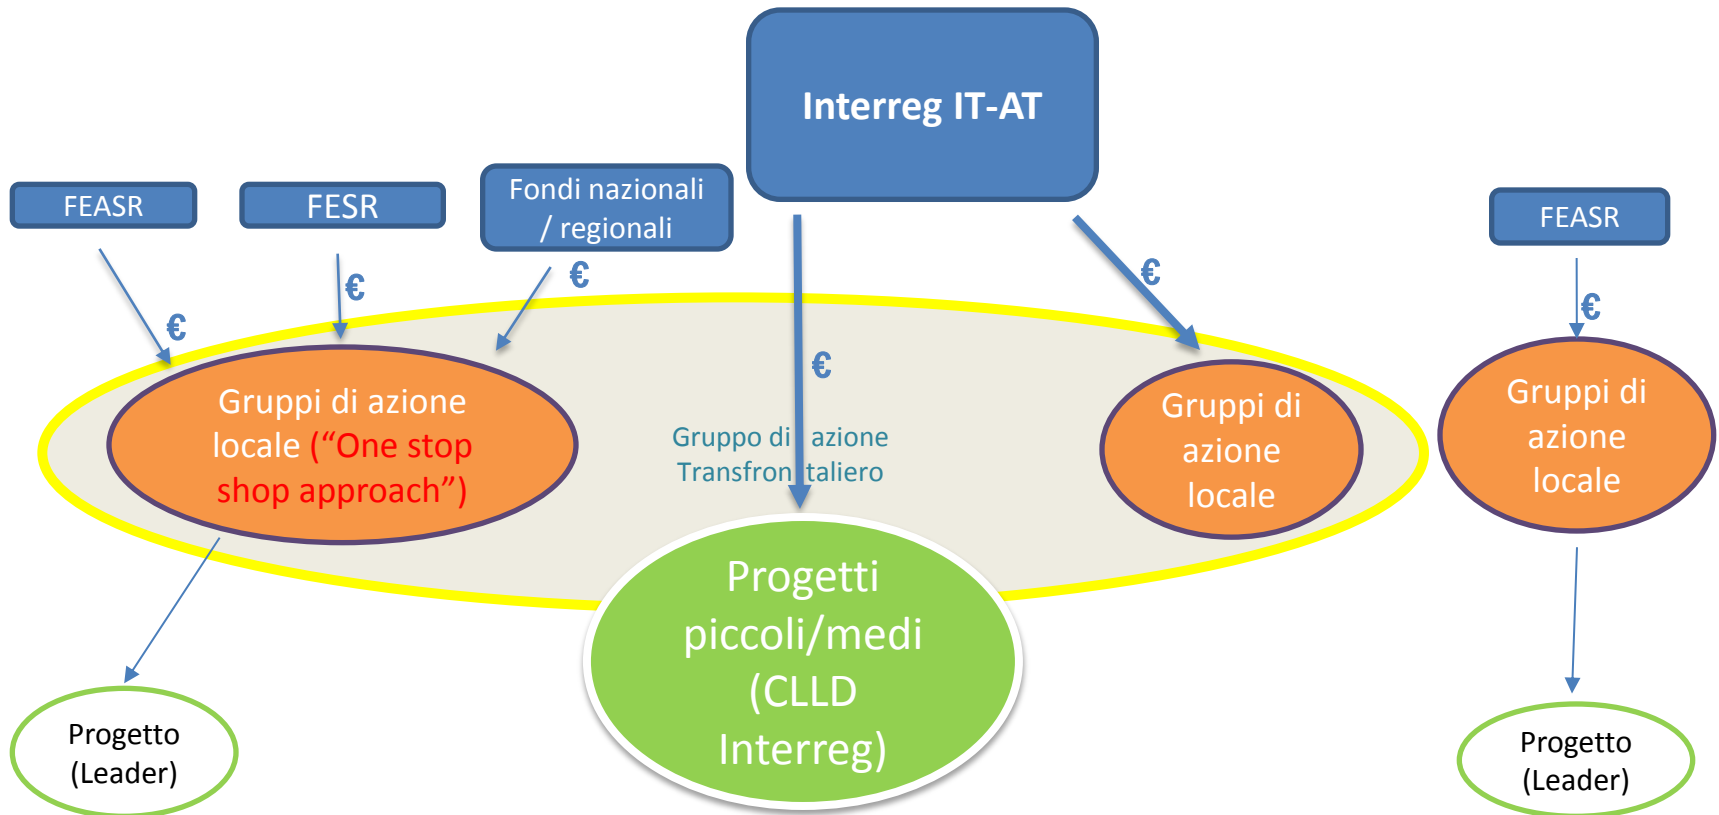 Interreg IT-AT
FEASR
FESR
Fondi nazionali
/ regionali
FEASR
€
€
€
€
€
€
Gruppi di azione
locale (“One stop
shop approach”)
Gruppo di azione
Transfrontaliero
Gruppi di
azione
locale
Gruppi di
azione
locale
Progetti
piccoli/medi
(CLLD
Interreg)
Progetto
(Leader)
Progetto
(Leader)